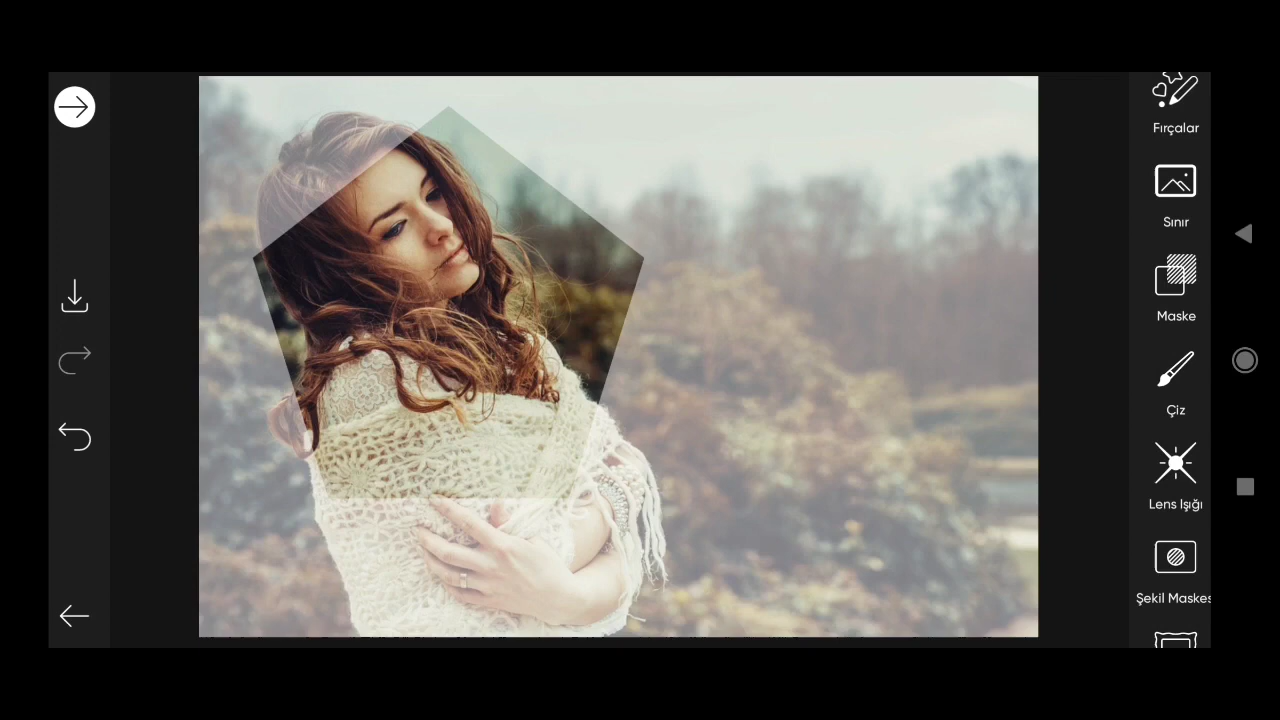 Fırçalar
Sınır
Maske
Çiz
Lens Işığı
Şekil Maskes